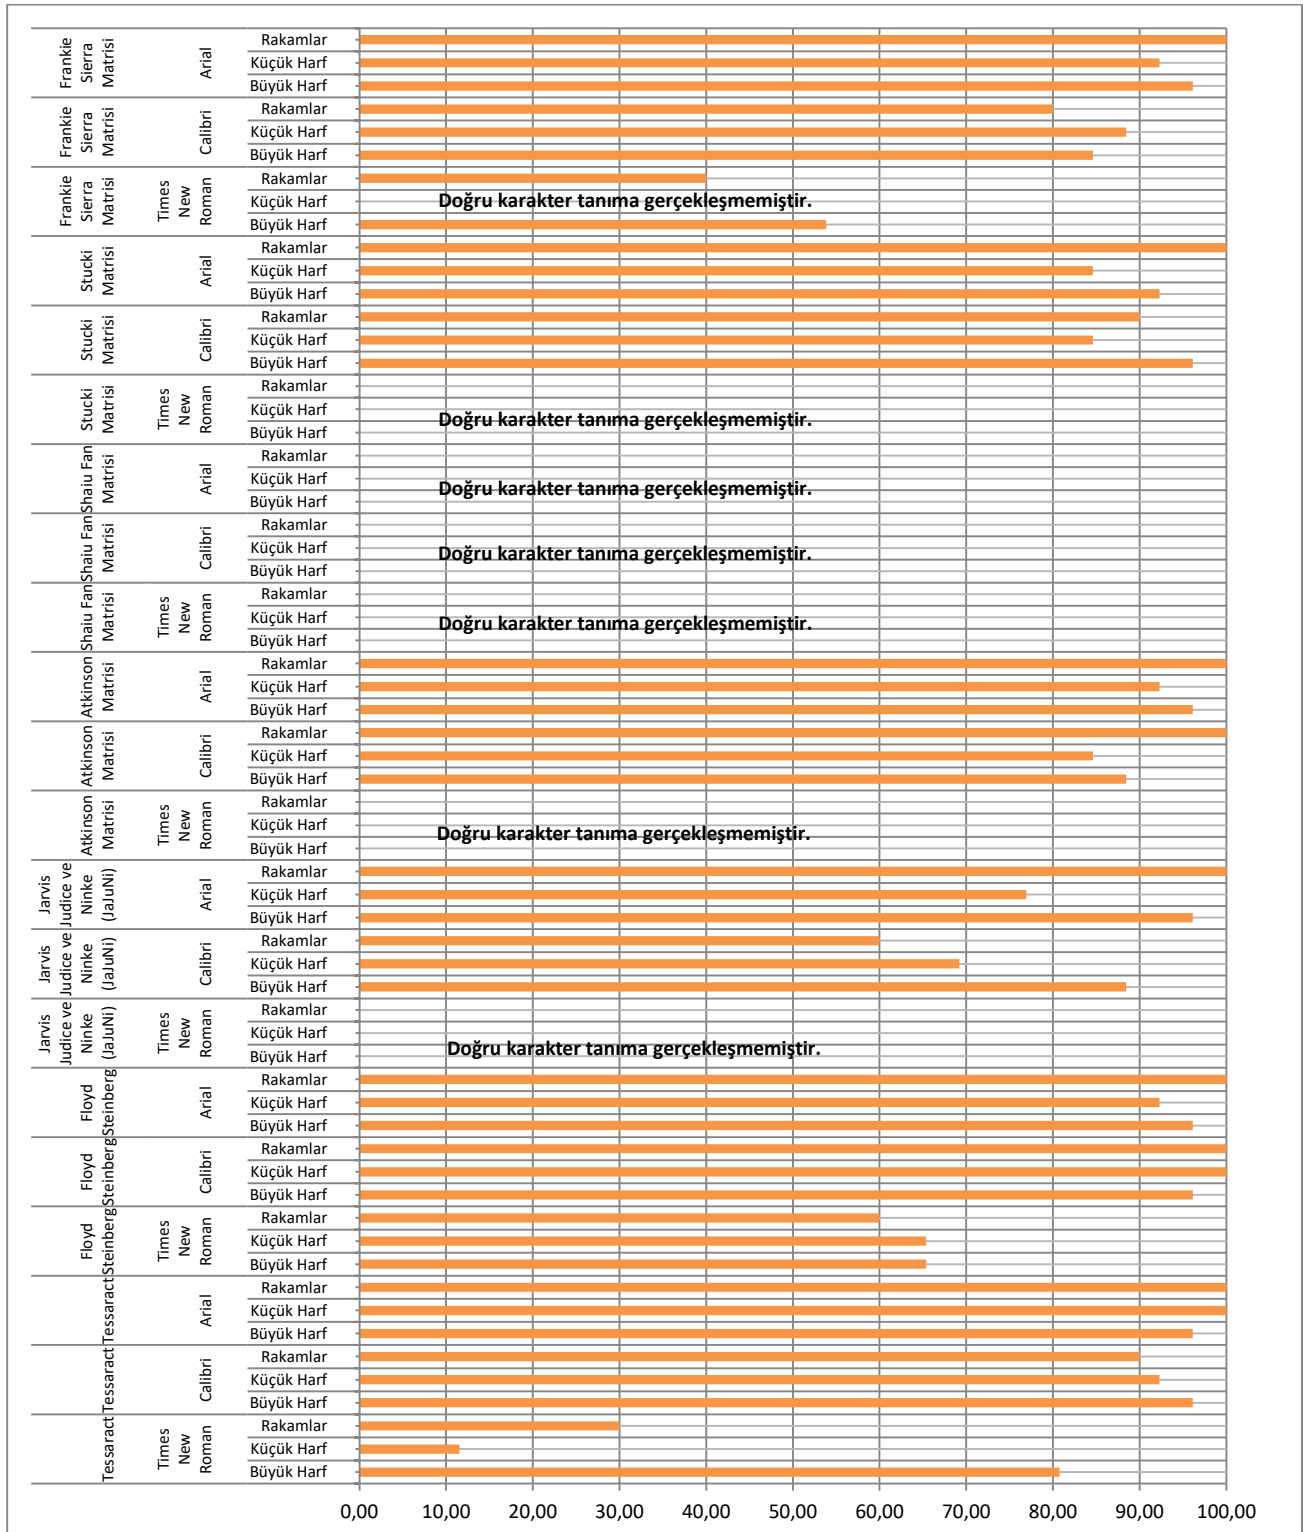 Frankie
Sierra
Matrisi
Arial
Rakamlar
Küçük Harf
Büyük Harf
Frankie
Sierra
Matrisi
Calibri
Rakamlar
Küçük Harf
Büyük Harf
Frankie
Sierra
Matrisi
Times
New
Roman
Rakamlar
Küçük Harf
Büyük Harf
Doğru karakter tanıma gerçekleşmemiştir.
Stucki
Matrisi
Arial
Rakamlar
Küçük Harf
Büyük Harf
Stucki
Matrisi
Calibri
Rakamlar
Küçük Harf
Büyük Harf
Stucki
Matrisi
Times
New
Roman
Rakamlar
Küçük Harf
Büyük Harf
Doğru karakter tanıma gerçekleşmemiştir.
Shaiu Fan
Matrisi
Arial
Rakamlar
Küçük Harf
Büyük Harf
Doğru karakter tanıma gerçekleşmemiştir.
Shaiu Fan
Matrisi
Calibri
Rakamlar
Küçük Harf
Büyük Harf
Doğru karakter tanıma gerçekleşmemiştir.
Shaiu Fan
Matrisi
Times
New
Roman
Rakamlar
Küçük Harf
Büyük Harf
Doğru karakter tanıma gerçekleşmemiştir.
Atkinson
Matrisi
Arial
Rakamlar
Küçük Harf
Büyük Harf
Atkinson
Matrisi
Calibri
Rakamlar
Küçük Harf
Büyük Harf
Atkinson
Matrisi
Times
New
Roman
Rakamlar
Küçük Harf
Büyük Harf
Doğru karakter tanıma gerçekleşmemiştir.
Jarvis
Judice ve
Ninke
(JaJuNi)
Arial
Rakamlar
Küçük Harf
Büyük Harf
Jarvis
Judice ve
Ninke
(JaJuNi)
Calibri
Rakamlar
Küçük Harf
Büyük Harf
Jarvis
Judice ve
Ninke
(JaJuNi)
Times
New
Roman
Rakamlar
Küçük Harf
Büyük Harf
Doğru karakter tanıma gerçekleşmemiştir.
Floyd
Steinberg
Arial
Rakamlar
Küçük Harf
Büyük Harf
Floyd
Steinberg
Calibri
Rakamlar
Küçük Harf
Büyük Harf
Floyd
Steinberg
Times
New
Roman
Rakamlar
Küçük Harf
Büyük Harf
Tessaract
Arial
Rakamlar
Küçük Harf
Büyük Harf
Tessaract
Calibri
Rakamlar
Küçük Harf
Büyük Harf
Tessaract
Times
New
Roman
Rakamlar
Küçük Harf
Büyük Harf
0,00 10,00 20,00 30,00 40,00 50,00 60,00 70,00 80,00 90,00 100,00